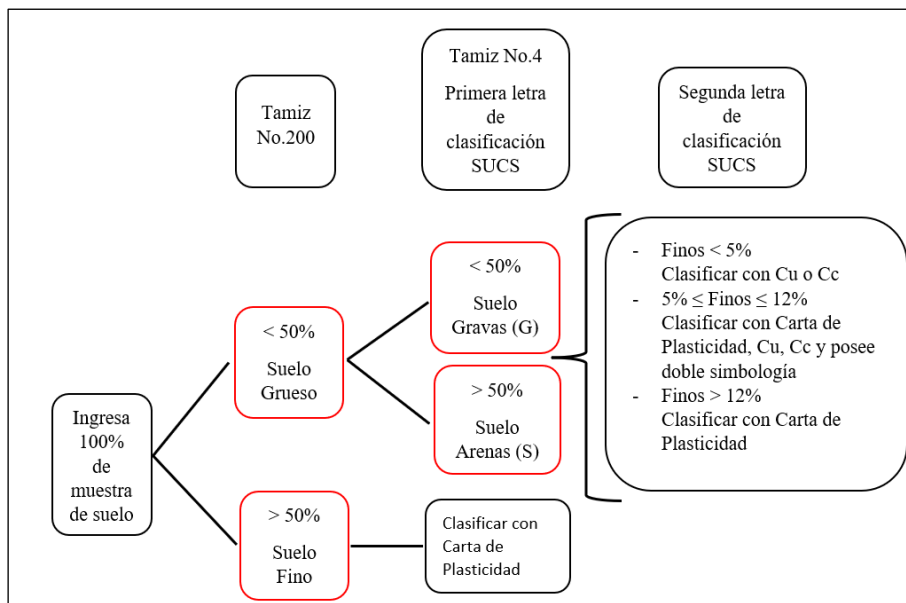 Tamiz
No.200
Tamiz No.4
Primera letra
de
clasificación
SUCS
Segunda letra
de
clasificación
SUCS
Ingresa
100%
de
muestra
de suelo
< 50%
Suelo
Grueso
> 50%
Suelo
Fino
< 50%
Suelo
Gravas (G)
> 50%
Suelo
Arenas (S)
Clasificar con
Carta de
Plasticidad
- Finos < 5%
Clasificar con Cu o Cc
- 5% ≤ Finos ≤ 12%
Clasificar con Carta de
Plasticidad, Cu, Cc y posee
doble simbología
- Finos > 12%
Clasificar con Carta de
Plasticidad